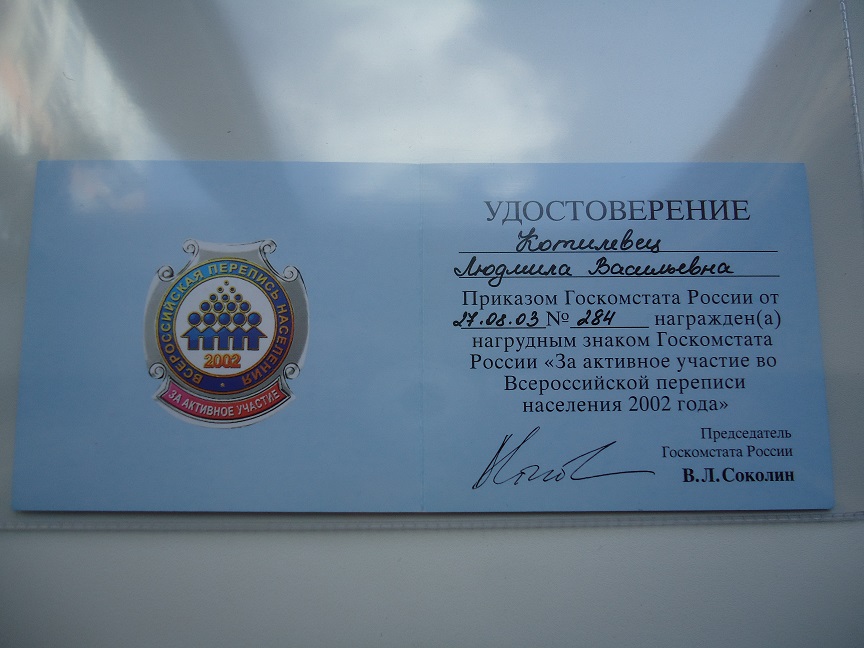 ВСЕРОССИЙСКАЯ ПЕРЕПИСЬ НАСЕЛЕНИЯ
2002
ЗА АКТИВНОЕ УЧАСТИЕ
УДОСТОВЕРЕНИЕ
Котилевец
Людмила Васильевна
Приказом Госкомстата России от
27.08.03 № 284 награжден(а)
нагрудным знаком Госкомстата
России «За активное участие во
Всероссийской переписи
населения 2002 года»
Председатель
Госкомстата России
В.Л.Соколин